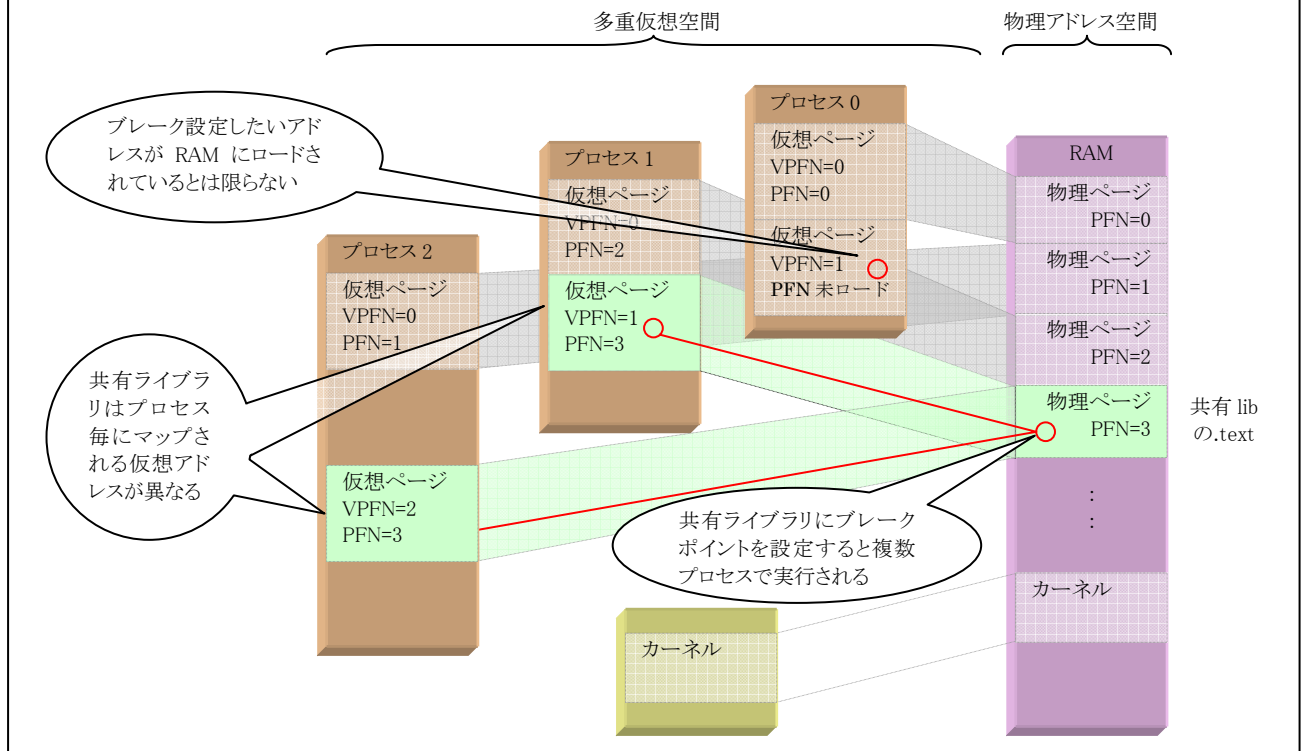 多重仮想空間
物理アドレス空間
ブレーク設定したいアド
レスが RAM にロードさ
れているとは限らない
プロセス 0
仮想ページ
VPFN=0
PFN=0
仮想ページ
VPFN=1
PFN 未ロード
プロセス 1
仮想ページ
VPFN=0
PFN=2
仮想ページ
VPFN=1
PFN=3
プロセス 2
仮想ページ
VPFN=0
PFN=1
仮想ページ
VPFN=2
PFN=3
RAM
物理ページ
PFN=0
物理ページ
PFN=1
物理ページ
PFN=2
物理ページ
PFN=3
:
:
カーネル
共有 lib
の.text
共有ライブラ
リはプロセス
毎にマップさ
れる仮想アド
レスが異なる
共有ライブラリにブレーク
ポイントを設定すると複数
プロセスで実行される
カーネル